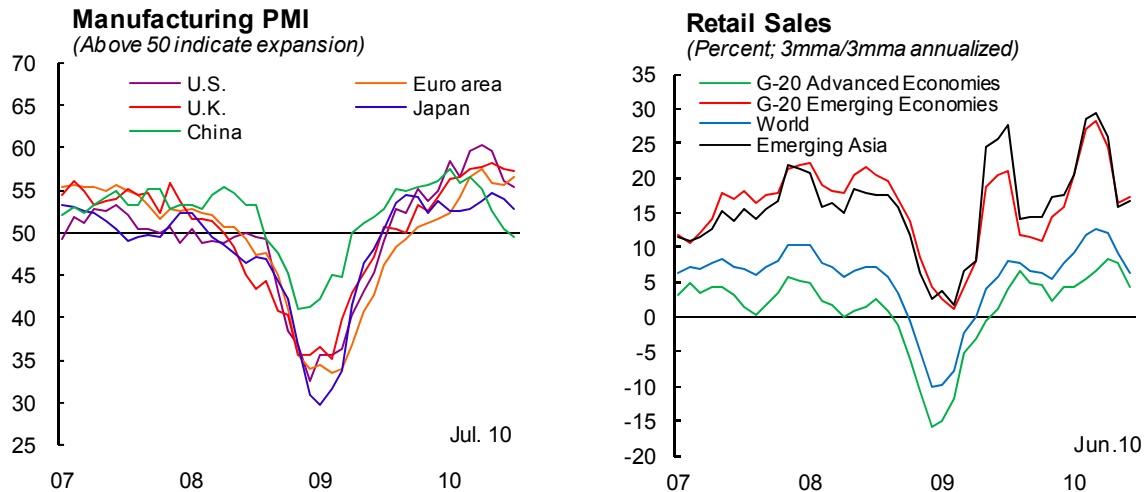 Manufacturing PMI
(Above 50 indicate expansion)
70
65
60
55
50
45
40
35
30
25
U.S.
Euro area
U.K.
Japan
China
Jul. 10
07 08 09 10
Retail Sales
(Percent; 3mma/3mma annualized)
35
30
25
20
15
10
5
0
-5
-10
-15
-20
G-20 Advanced Economies
G-20 Emerging Economies
World
Emerging Asia
Jun.10
07 08 09 10